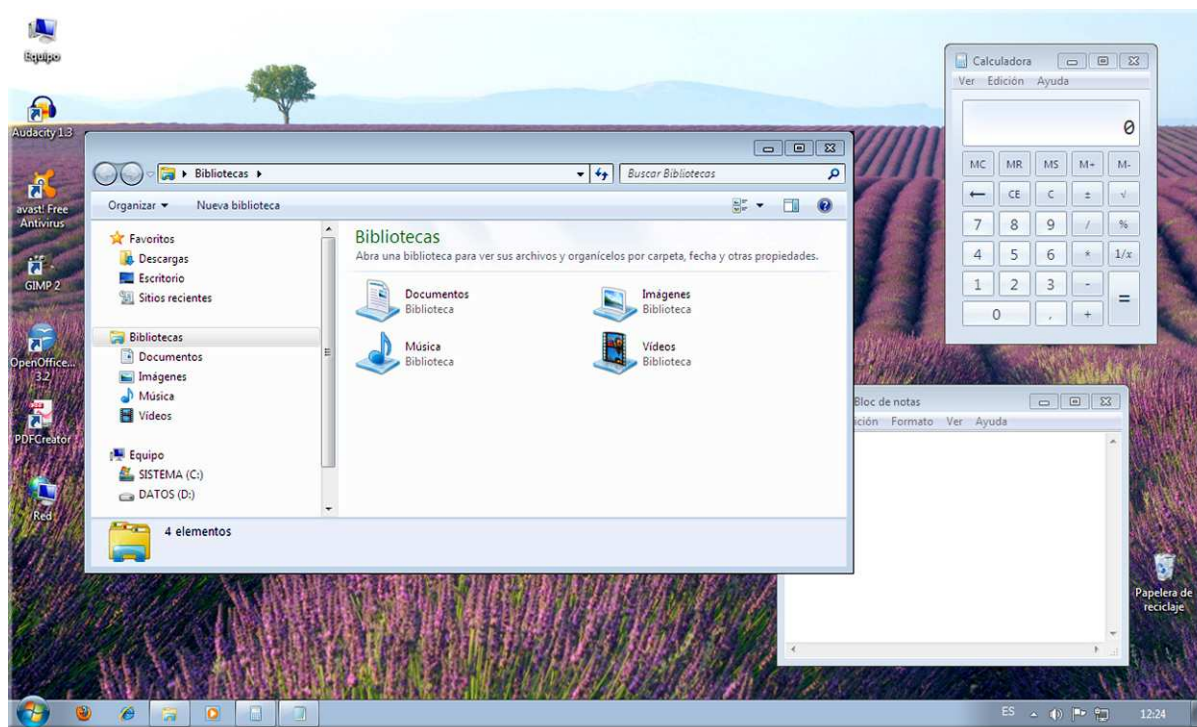 Equipo
Audacity 1.3
avast! Free
Antivirus
GIMP 2
OpenOffice...
3.2
PDFCreator
Red
Bibliotecas
Buscar Bibliotecas
Organizar
Nueva biblioteca
Favoritos
Descargas
Escritorio
Sitios recientes
Bibliotecas
Documentos
Imágenes
Música
Vídeos
Equipo
SISTEMA (C:)
DATOS (D:)
Bibliotecas
Abra una biblioteca para ver sus archivos y organícelos por carpeta, fecha y otras propiedades.
Documentos
Biblioteca
Imágenes
Biblioteca
Música
Biblioteca
Vídeos
Biblioteca
4 elementos
Calculadora
Ver Edición Ayuda
0
MC MR MS M+ M-
← CE C ± √
7 8 9 / %
4 5 6 * 1/x
1 2 3 - =
0 , +
Bloc de notas
ición Formato Ver Ayuda
Papelera de
reciclaje
ES
12:24